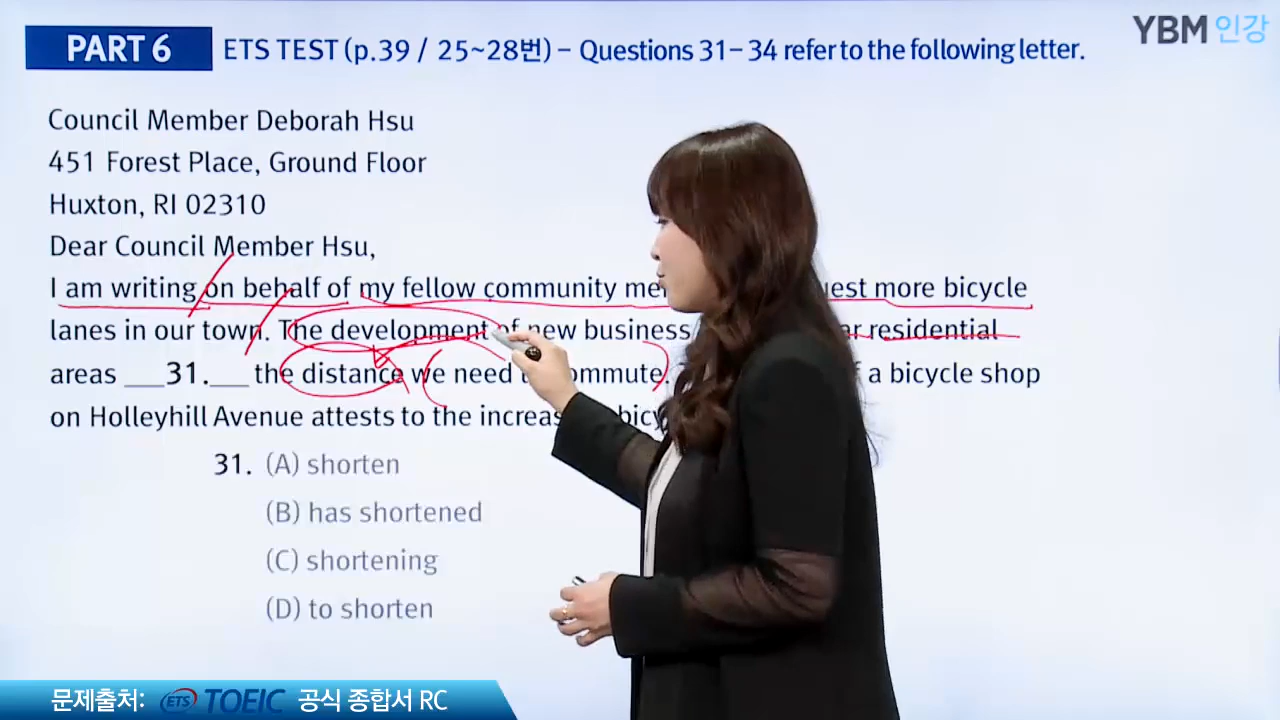 PART 6
ETS TEST (p.39 / 25~28번) – Questions 31–34 refer to the following letter.
YBM 인강
Council Member Deborah Hsu
451 Forest Place, Ground Floor
Huxton, RI 02310
Dear Council Member Hsu,
I am writing on behalf of my fellow community more bicycle
lanes in our town. The development of new business residential
areas ___31.___ the distance we need commute. a bicycle shop
on Holleyhill Avenue attests to the
31. (A) shorten
(B) has shortened
(C) shortening
(D) to shorten
문제출처: ETS TOEIC 공식 종합서 RC